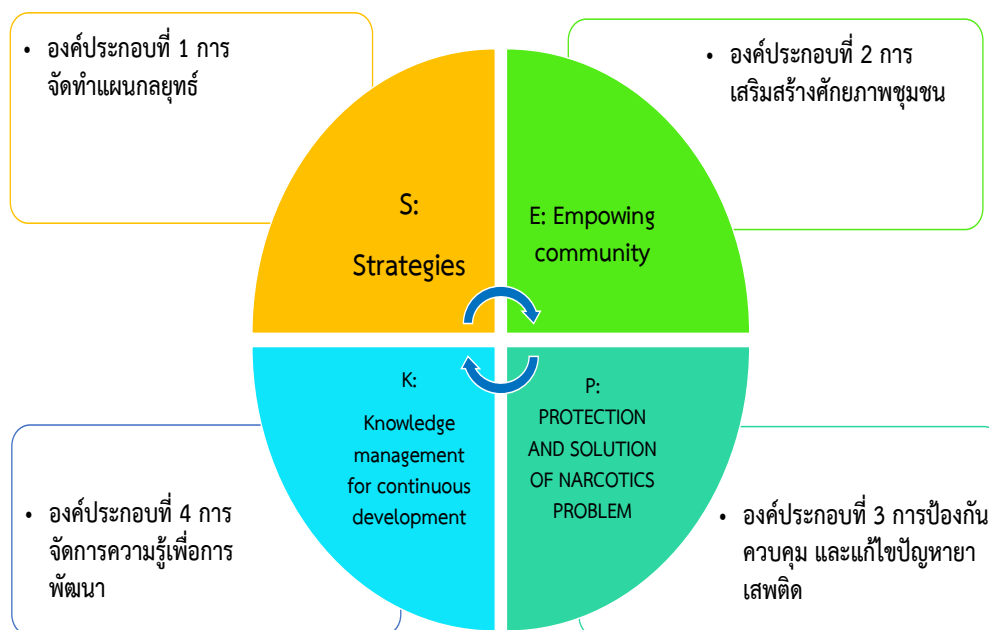 • องค์ประกอบที่ 1 การ
จัดทำแผนกลยุทธ์
• องค์ประกอบที่ 2 การ
เสริมสร้างศักยภาพชุมชน
S:
Strategies
E: Empowing
community
K:
Knowledge
management
for continuous
development
P:
PROTECTION
AND SOLUTION
OF NARCOTICS
PROBLEM
• องค์ประกอบที่ 4 การ
จัดการความรู้เพื่อการ
พัฒนา
• องค์ประกอบที่ 3 การป้องกัน
ควบคุม และแก้ไขปัญหายา
เสพติด